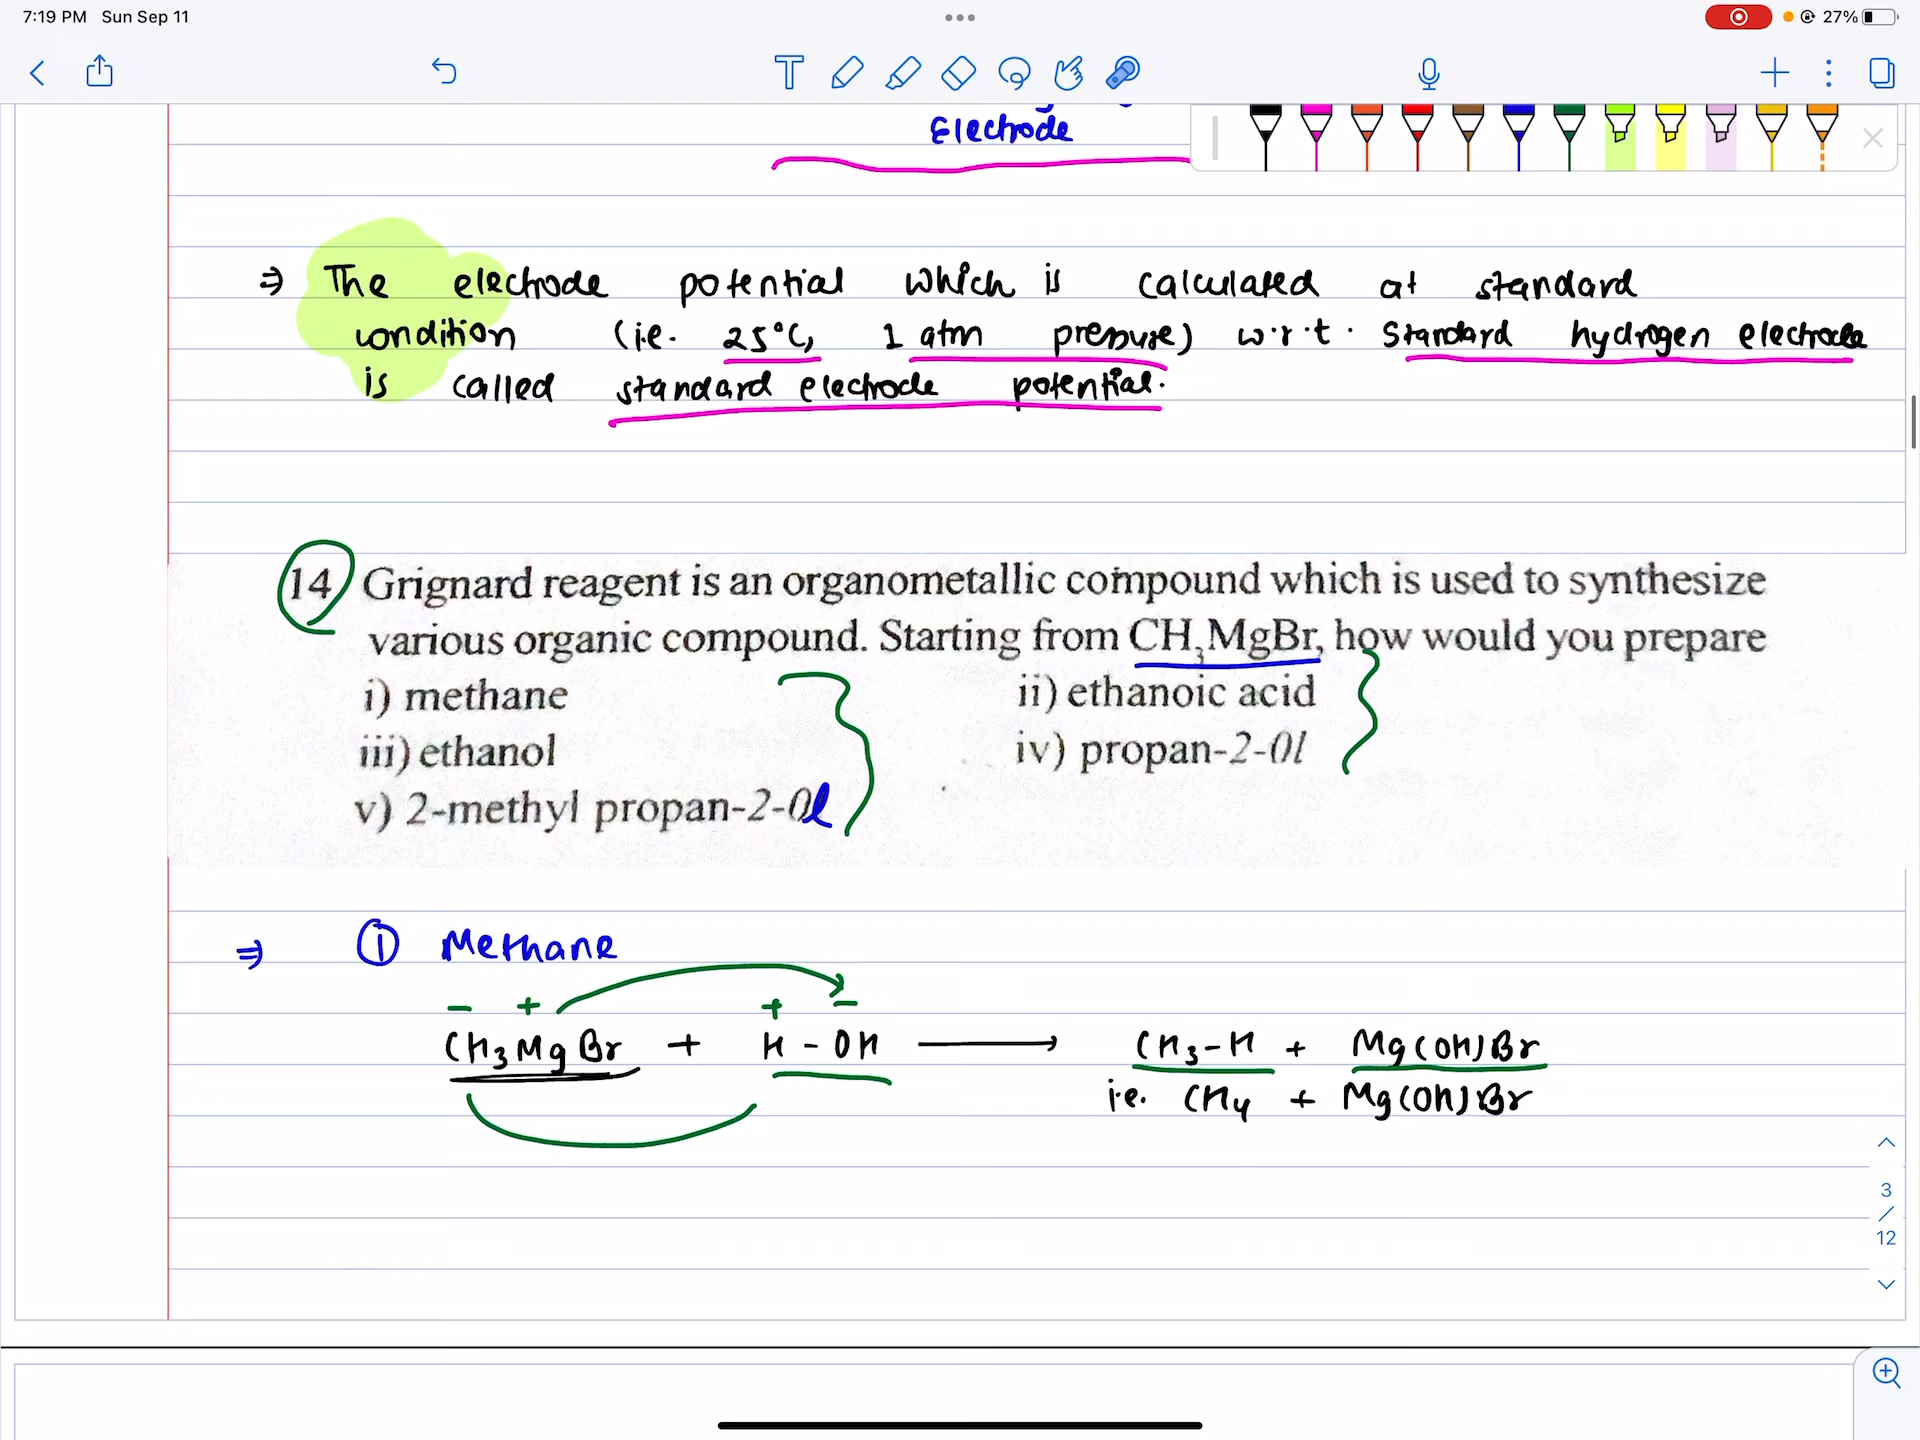 7:19 PM Sun Sep 11
27%
T
Electrode
⇒ The electrode potential which is calculated at standard
condition (i.e. 25°C, 1 atm pressure) w.r.t. Standard hydrogen electrode
is called standard electrode potential.
14 Grignard reagent is an organometallic compound which is used to synthesize
various organic compound. Starting from CH₃MgBr, how would you prepare
i) methane ii) ethanoic acid
iii) ethanol iv) propan-2-0l
v) 2-methyl propan-2-0l
⇒ ① Methane
− + + −
CH₃MgBr + H - OH ⟶ CH₃-H + Mg(OH)Br
i.e. CH₄ + Mg(OH)Br
3
/
12